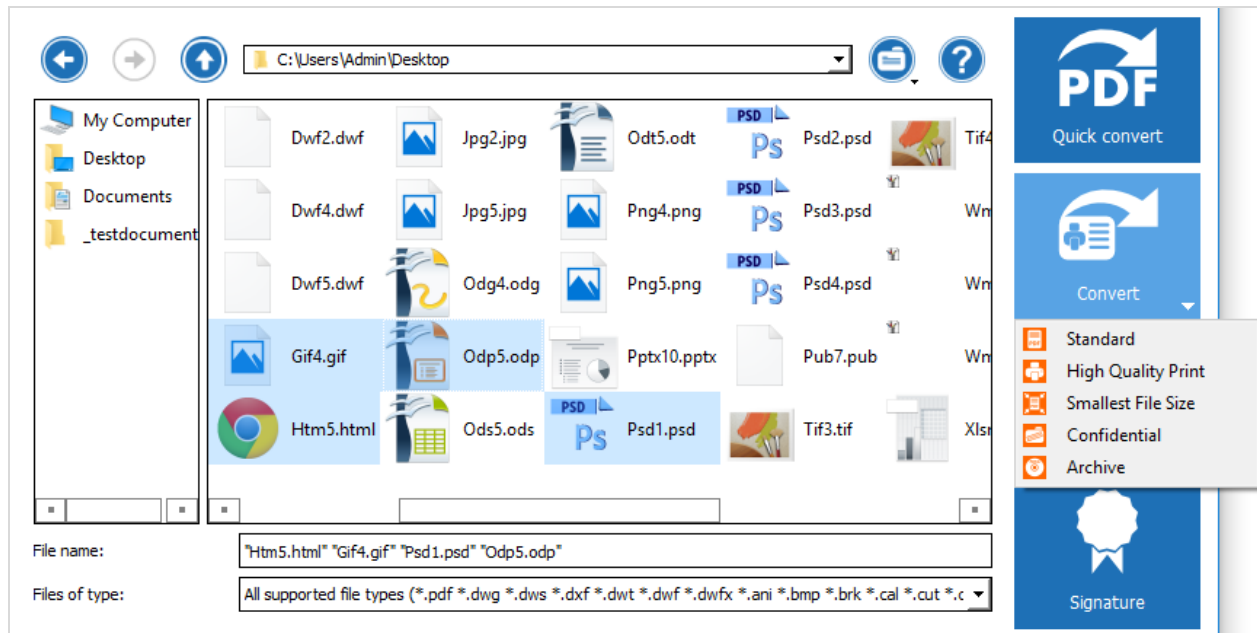 C:\Users\Admin\Desktop
?
PDF
Quick convert
My Computer
Desktop
Documents
_testdocument
Dwf2.dwf
Jpg2.jpg
Odt5.odt
PSD
Ps
Psd2.psd
Tif4
Dwf4.dwf
Jpg5.jpg
Png4.png
PSD
Ps
Psd3.psd
Wm
Dwf5.dwf
Odg4.odg
Png5.png
PSD
Ps
Psd4.psd
Wm
Gif4.gif
Odp5.odp
Pptx10.pptx
Pub7.pub
Wm
Htm5.html
Ods5.ods
PSD
Ps
Psd1.psd
Tif3.tif
Xlsm
Convert
Standard
High Quality Print
Smallest File Size
Confidential
Archive
Signature
File name:
"Htm5.html" "Gif4.gif" "Psd1.psd" "Odp5.odp"
Files of type:
All supported file types (*.pdf *.dwg *.dws *.dxf *.dwt *.dwf *.dwfx *.ani *.bmp *.brk *.cal *.cut *.c